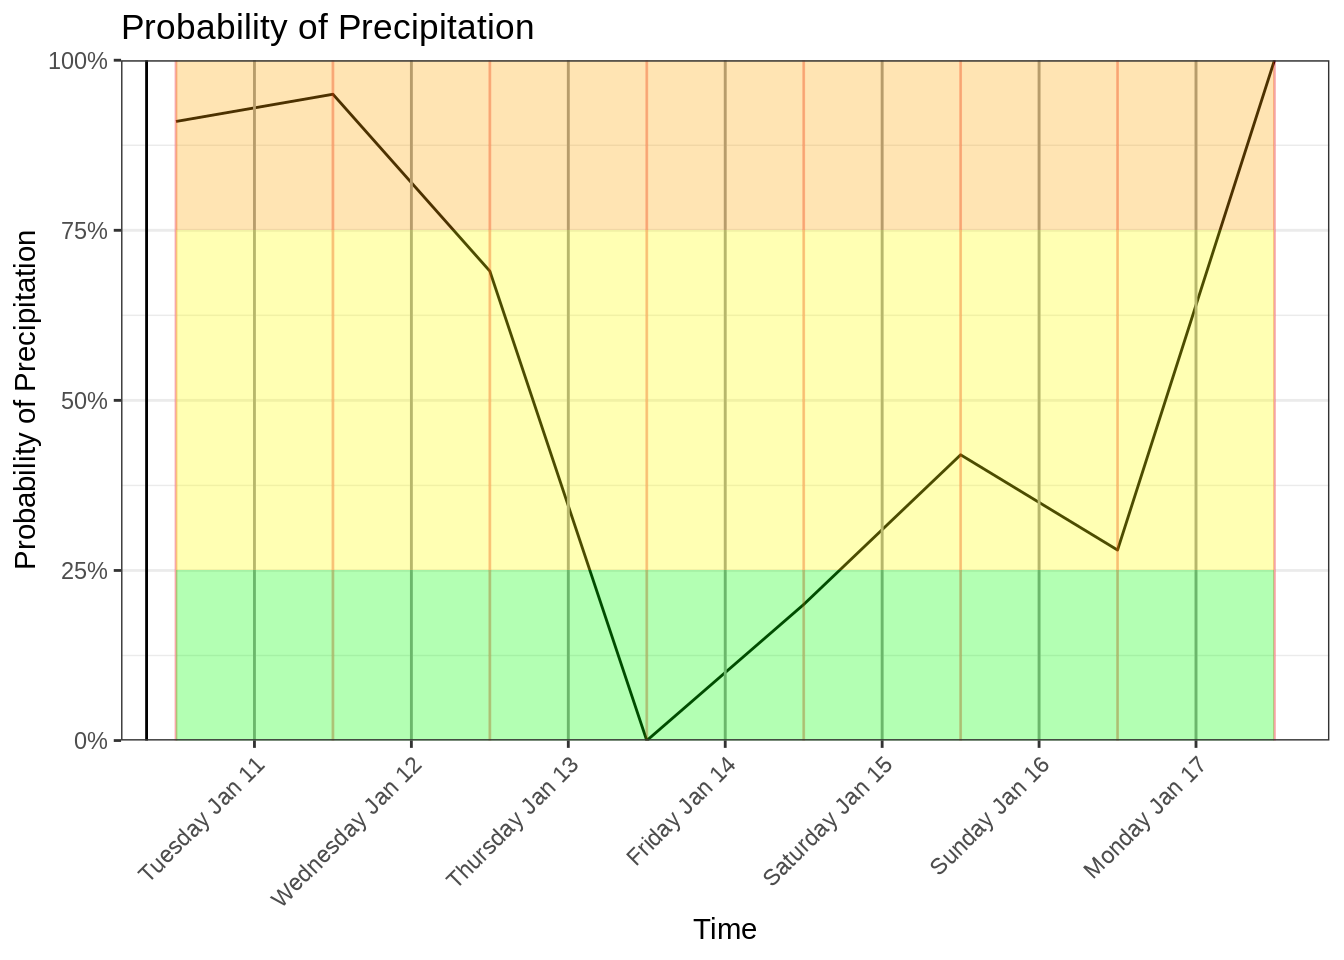 Probability of Precipitation
Probability of Precipitation
100%
75%
50%
25%
0%
Tuesday Jan 11
Wednesday Jan 12
Thursday Jan 13
Friday Jan 14
Saturday Jan 15
Sunday Jan 16
Monday Jan 17
Time